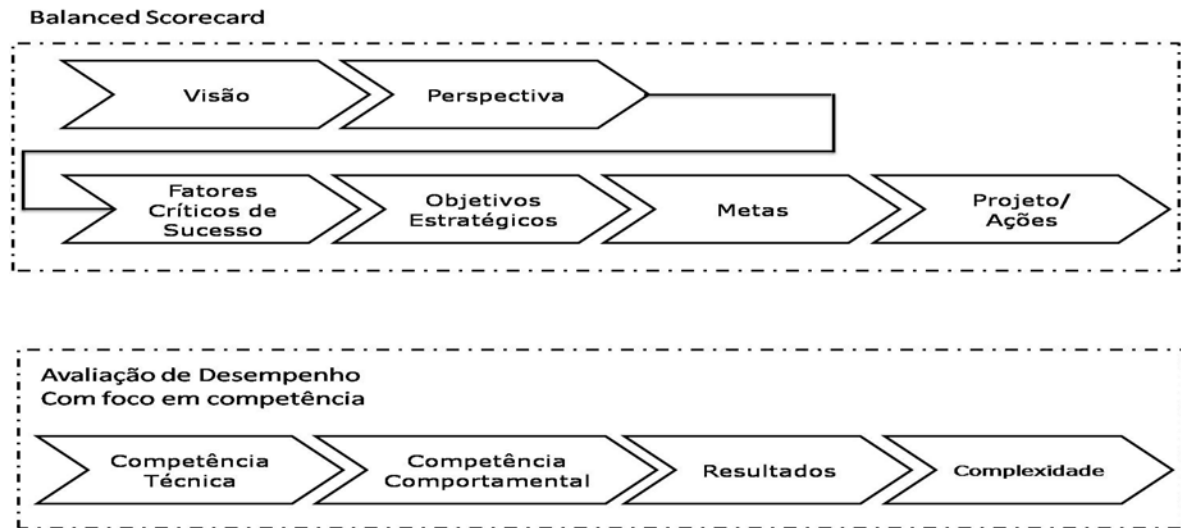 Balanced Scorecard
Visão
Perspectiva
Fatores
Críticos de
Sucesso
Objetivos
Estratégicos
Metas
Projeto/
Ações
Avaliação de Desempenho
Com foco em competência
Competência
Técnica
Competência
Comportamental
Resultados
Complexidade